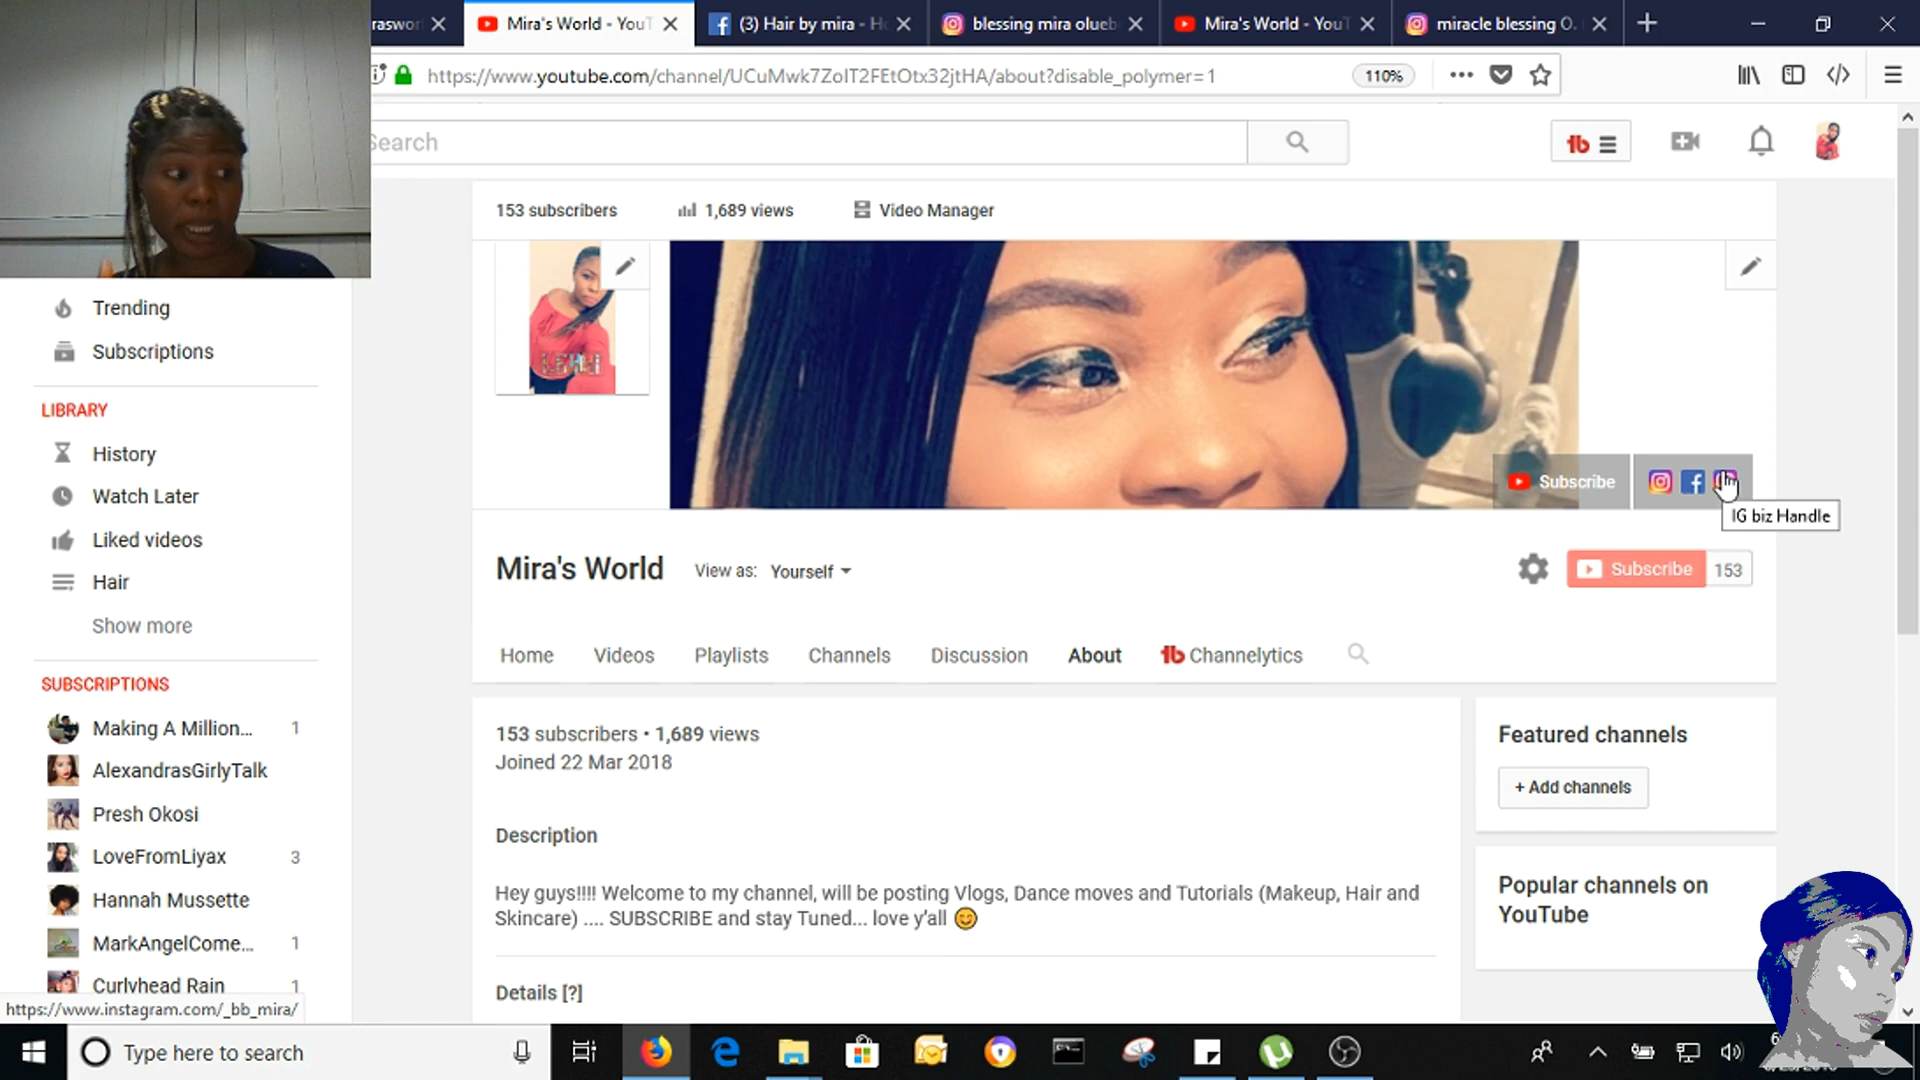 rasworl
Mira's World - YouT
(3) Hair by mira - Ho
blessing mira olueb
Mira's World - YouT
miracle blessing O.
https://www.youtube.com/channel/UCuMwk7ZoIT2FEtOtx32jtHA/about?disable_polymer=1
110%
Search
153 subscribers
1,689 views
Video Manager
Trending
Subscriptions
LIBRARY
History
Watch Later
Liked videos
Hair
Show more
SUBSCRIPTIONS
Making A Million... 1
AlexandrasGirlyTalk
Presh Okosi
LoveFromLiyax 3
Hannah Mussette
MarkAngelCome... 1
Curlyhead Rain 1
https://www.instagram.com/_bb_mira/
Subscribe
IG biz Handle
Mira's World
View as: Yourself
Subscribe 153
Home
Videos
Playlists
Channels
Discussion
About
Channelytics
153 subscribers • 1,689 views
Joined 22 Mar 2018
Description
Hey guys!!!! Welcome to my channel, will be posting Vlogs, Dance moves and Tutorials (Makeup, Hair and
Skincare) .... SUBSCRIBE and stay Tuned... love y'all 😊
Details [?]
Featured channels
+ Add channels
Popular channels on
YouTube
Type here to search